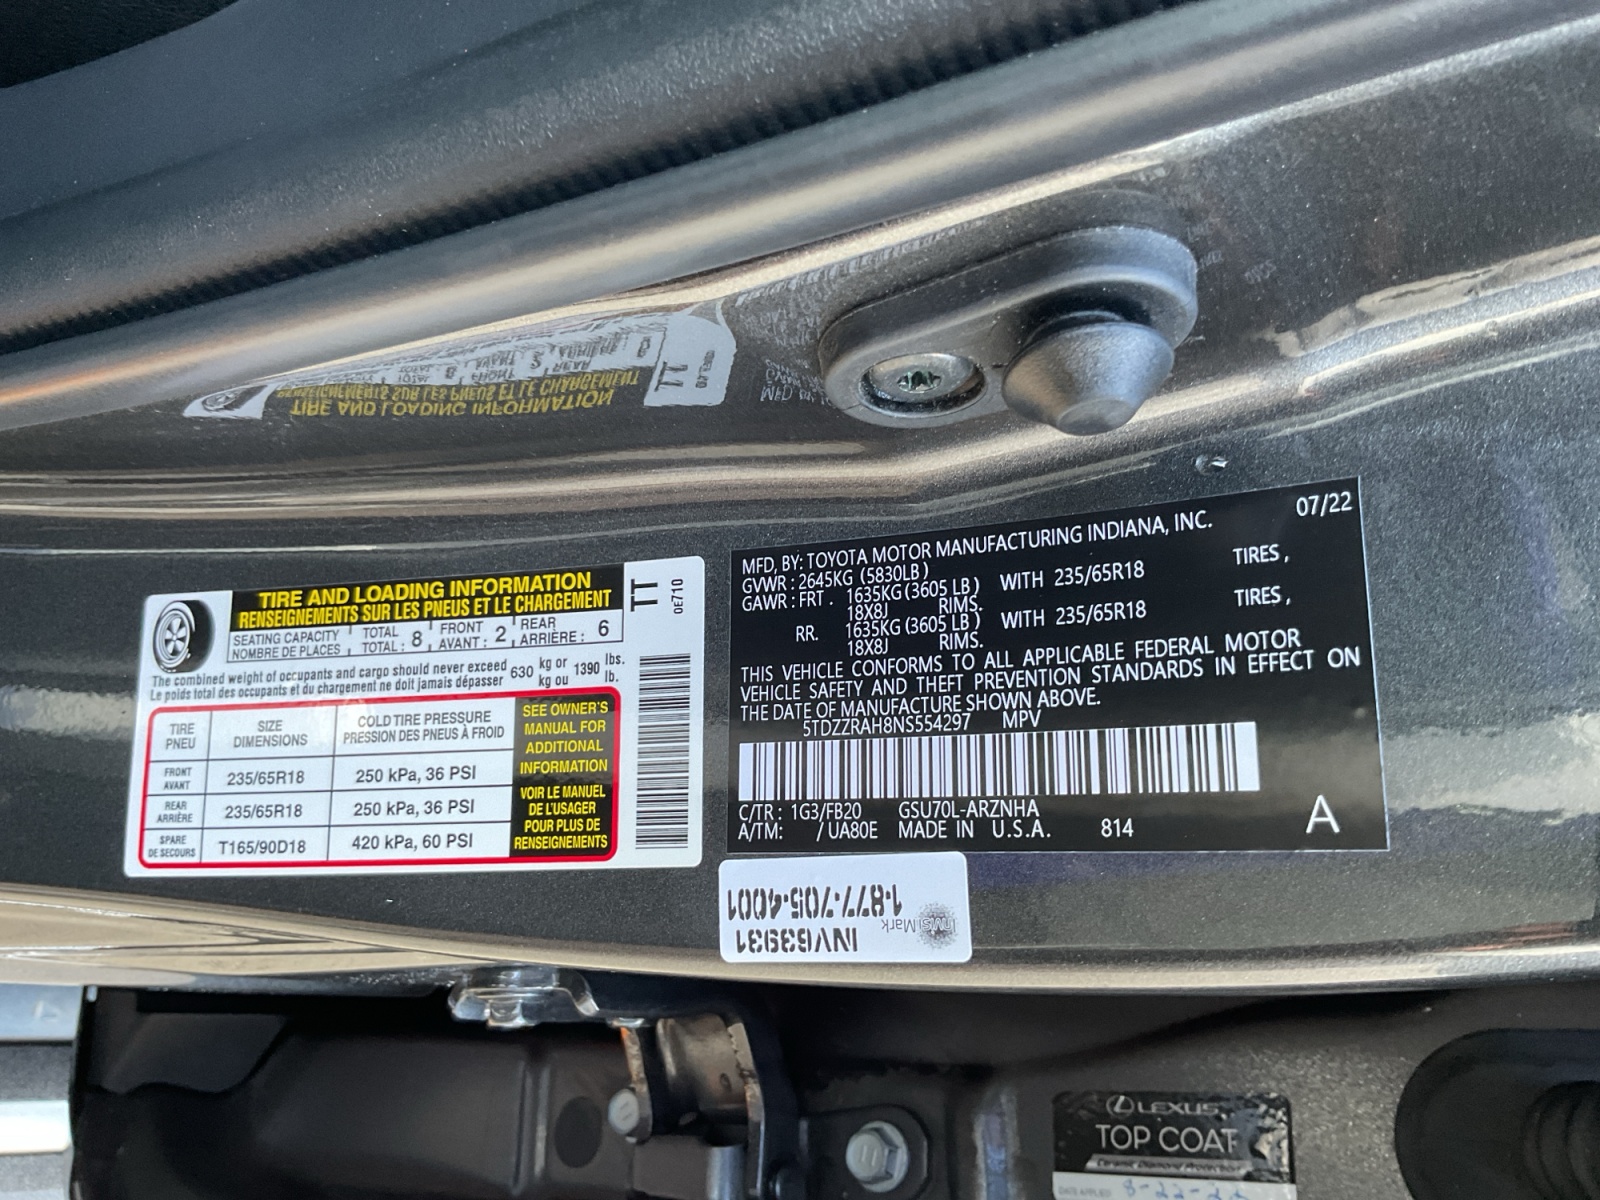 TIRE AND LOADING INFORMATION
RENSEIGNEMENTS SUR LES PNEUS ET LE CHARGEMENT
TT
0E710
SEATING CAPACITY TOTAL FRONT REAR
NOMBRE DE PLACES TOTAL : 8 AVANT : 2 ARRIÈRE : 6
The combined weight of occupants and cargo should never exceed 630 kg or 1390 lbs.
Le poids total des occupants et du chargement ne doit jamais dépasser kg ou lb.
TIRE PNEU SIZE DIMENSIONS COLD TIRE PRESSURE PRESSION DES PNEUS À FROID
FRONT AVANT 235/65R18 250 kPa, 36 PSI
REAR ARRIÈRE 235/65R18 250 kPa, 36 PSI
SPARE DE SECOURS T165/90D18 420 kPa, 60 PSI
SEE OWNER'S
MANUAL FOR
ADDITIONAL
INFORMATION
VOIR LE MANUEL
DE L'USAGER
POUR PLUS DE
RENSEIGNEMENTS
MFD, BY: TOYOTA MOTOR MANUFACTURING INDIANA, INC. 07/22
GVWR : 2645KG (5830LB)
GAWR : FRT . 1635KG (3605 LB) WITH 235/65R18 TIRES ,
18X8J RIMS.
RR. 1635KG (3605 LB) WITH 235/65R18 TIRES ,
18X8J RIMS.
THIS VEHICLE CONFORMS TO ALL APPLICABLE FEDERAL MOTOR
VEHICLE SAFETY AND THEFT PREVENTION STANDARDS IN EFFECT ON
THE DATE OF MANUFACTURE SHOWN ABOVE.
5TDZZRAH8NS554297 MPV
C/TR : 1G3/FB20 GSU70L-ARZNHA
A/TM: / UA80E MADE IN U.S.A. 814
A
INV63931
1-877-705-4001
InVisiMark
LEXUS
TOP COAT
Ceramic Diamond Protection
DATE APPLIED 8-22-22